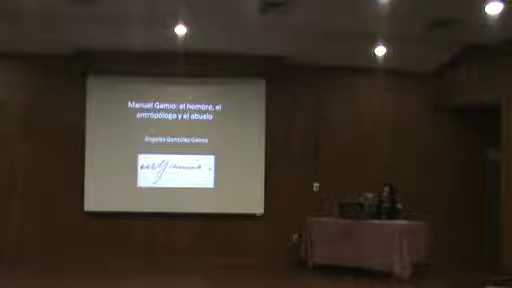 Manuel Gamio: el hombre, el
antropólogo y el abuelo
Ángeles González Gamio